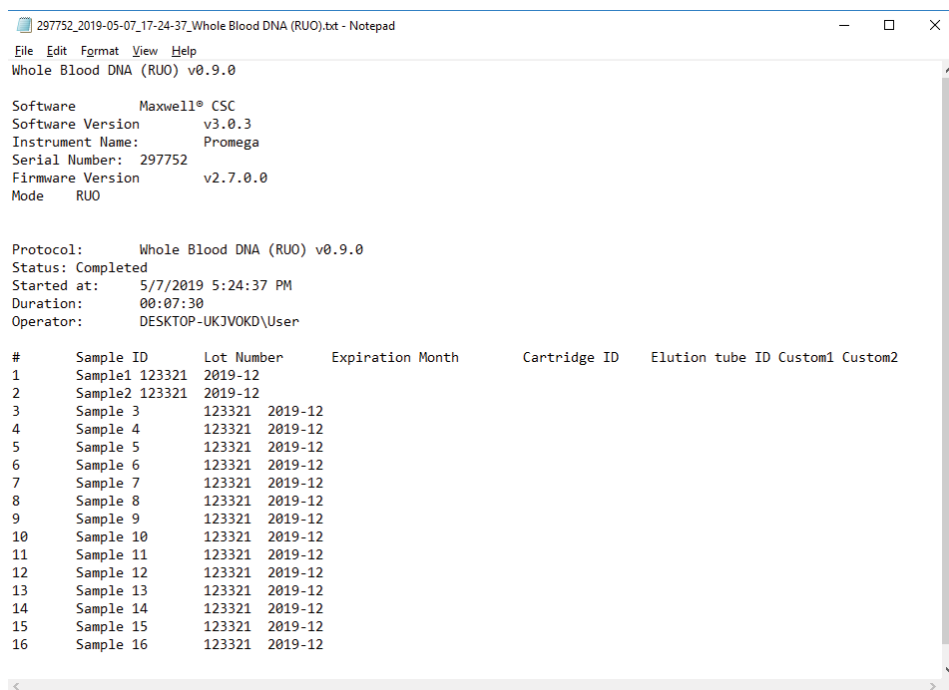 297752_2019-05-07_17-24-37_Whole Blood DNA (RUO).txt - Notepad
File Edit Format View Help
Whole Blood DNA (RUO) v0.9.0
Software Maxwell® CSC
Software Version v3.0.3
Instrument Name: Promega
Serial Number: 297752
Firmware Version v2.7.0.0
Mode RUO
Protocol: Whole Blood DNA (RUO) v0.9.0
Status: Completed
Started at: 5/7/2019 5:24:37 PM
Duration: 00:07:30
Operator: DESKTOP-UKJVOKD\User
# Sample ID Lot Number Expiration Month Cartridge ID Elution tube ID Custom1 Custom2
1 Sample1 123321 2019-12
2 Sample2 123321 2019-12
3 Sample 3 123321 2019-12
4 Sample 4 123321 2019-12
5 Sample 5 123321 2019-12
6 Sample 6 123321 2019-12
7 Sample 7 123321 2019-12
8 Sample 8 123321 2019-12
9 Sample 9 123321 2019-12
10 Sample 10 123321 2019-12
11 Sample 11 123321 2019-12
12 Sample 12 123321 2019-12
13 Sample 13 123321 2019-12
14 Sample 14 123321 2019-12
15 Sample 15 123321 2019-12
16 Sample 16 123321 2019-12